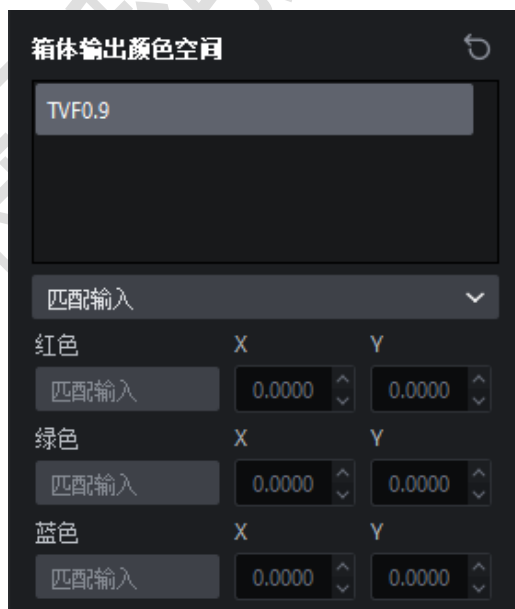 箱体输出颜色空间
TVF0.9
匹配输入
红色 X Y
匹配输入 0.0000 0.0000
绿色 X Y
匹配输入 0.0000 0.0000
蓝色 X Y
匹配输入 0.0000 0.0000